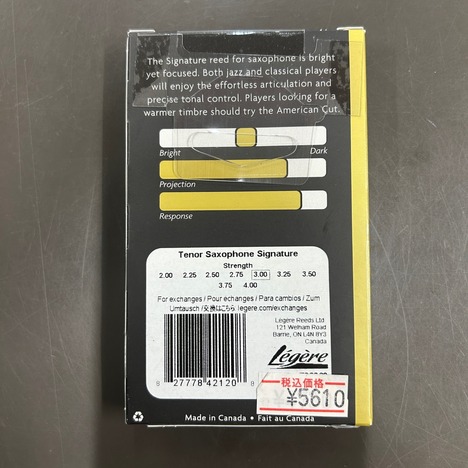 The Signature reed for saxophone is bright
yet focused. Both jazz and classical players
will enjoy the effortless articulation and
precise tonal control. Players looking for a
warmer timbre should try the American Cut.
Bright Dark
Projection
Response
Tenor Saxophone Signature
Strength
2.00 2.25 2.50 2.75 3.00 3.25 3.50
3.75 4.00
For exchanges / Pour echanges / Para cambios / Zum
Umtausch /交換はこちら legere.com/exchanges
Légère Reeds Ltd
121 Welham Road
Barrie, ON L4N 8Y3
Canada
Légère
8 27778 42120 8
税込価格
¥5610
Made in Canada • Fait au Canada